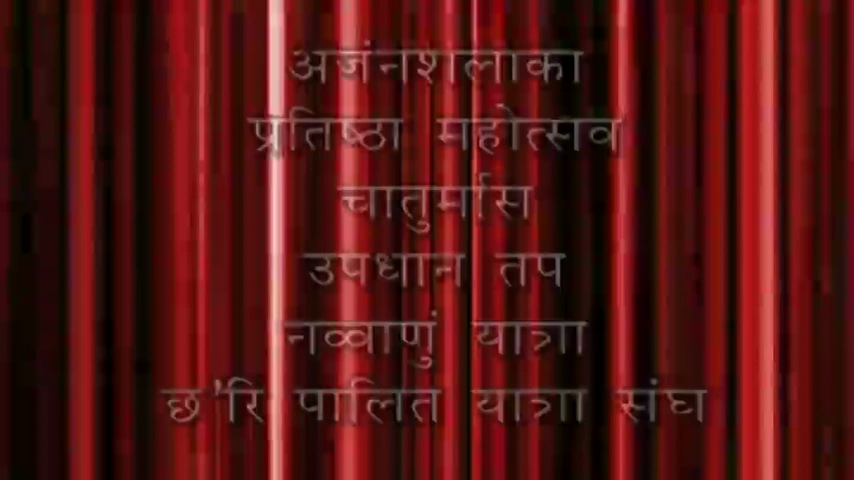 अजंनशलाका
प्रतिष्ठा महोत्सव
चातुर्मास
उपधान तप
नव्वाणुं यात्रा
छ'रि पालित यात्रा संघ